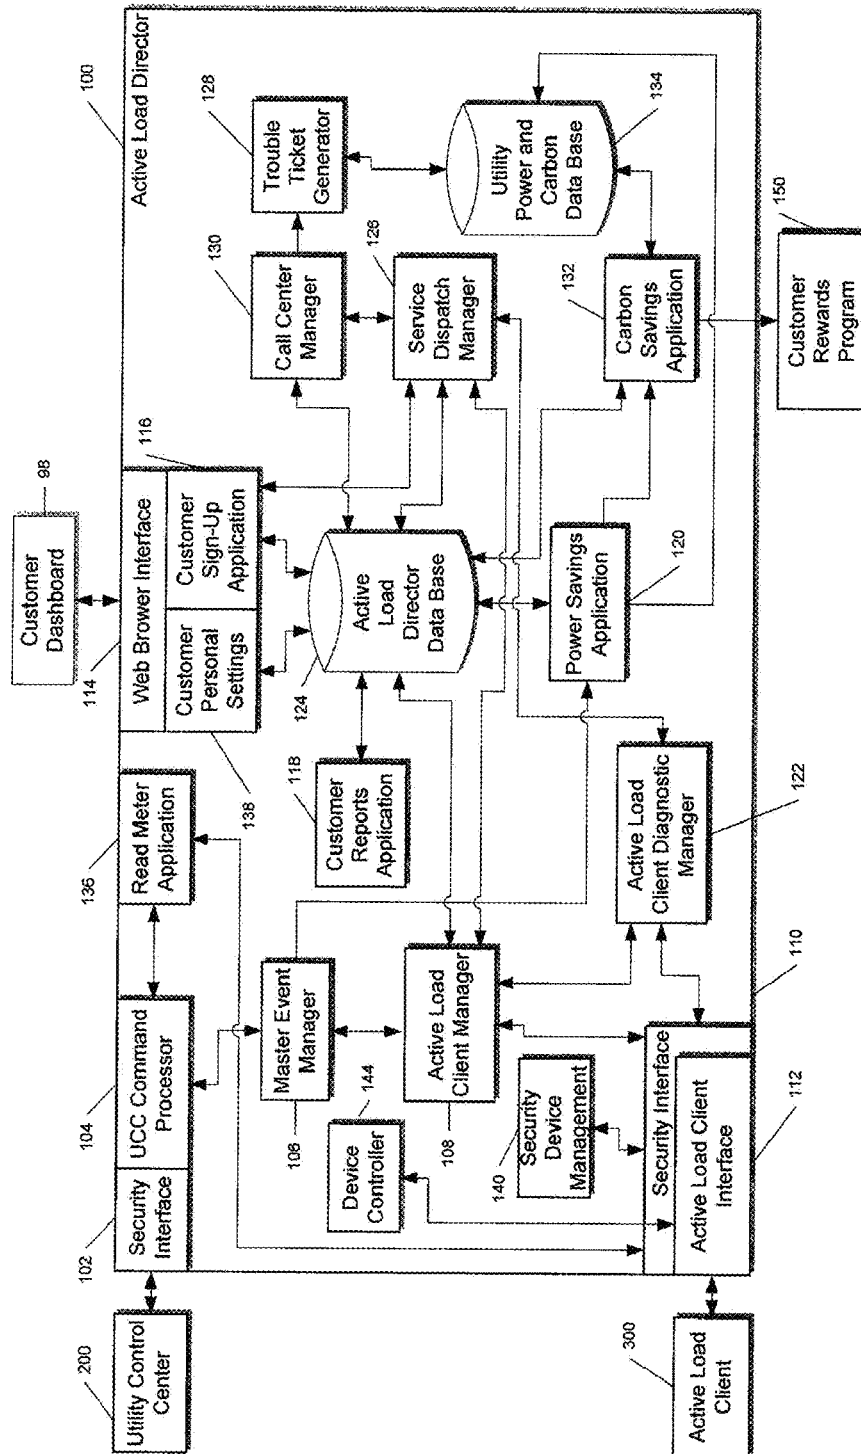 Utility Control
Center
200
102
Security
Interface
104
UCC Command
Processor
136
Read Meter
Application
114
Web Brower Interface
Customer
Personal
Settings
Customer
Sign-Up
Application
138
116
Customer
Dashboard
98
100
Active Load Director
Master Event
Manager
106
Device
Controller
144
Active Load
Client Manager
108
Customer
Reports
Application
118
Active
Load
Director
Data Base
124
Call Center
Manager
130
Trouble
Ticket
Generator
128
Service
Dispatch
Manager
126
Utility
Power and
Carbon
Data Base
134
Security
Device
Management
140
Security Interface
Active Load Client
Interface
110
112
Active Load
Client Diagnostic
Manager
122
Power Savings
Application
120
Carbon
Savings
Application
132
Active Load
Client
300
Customer
Rewards
Program
150